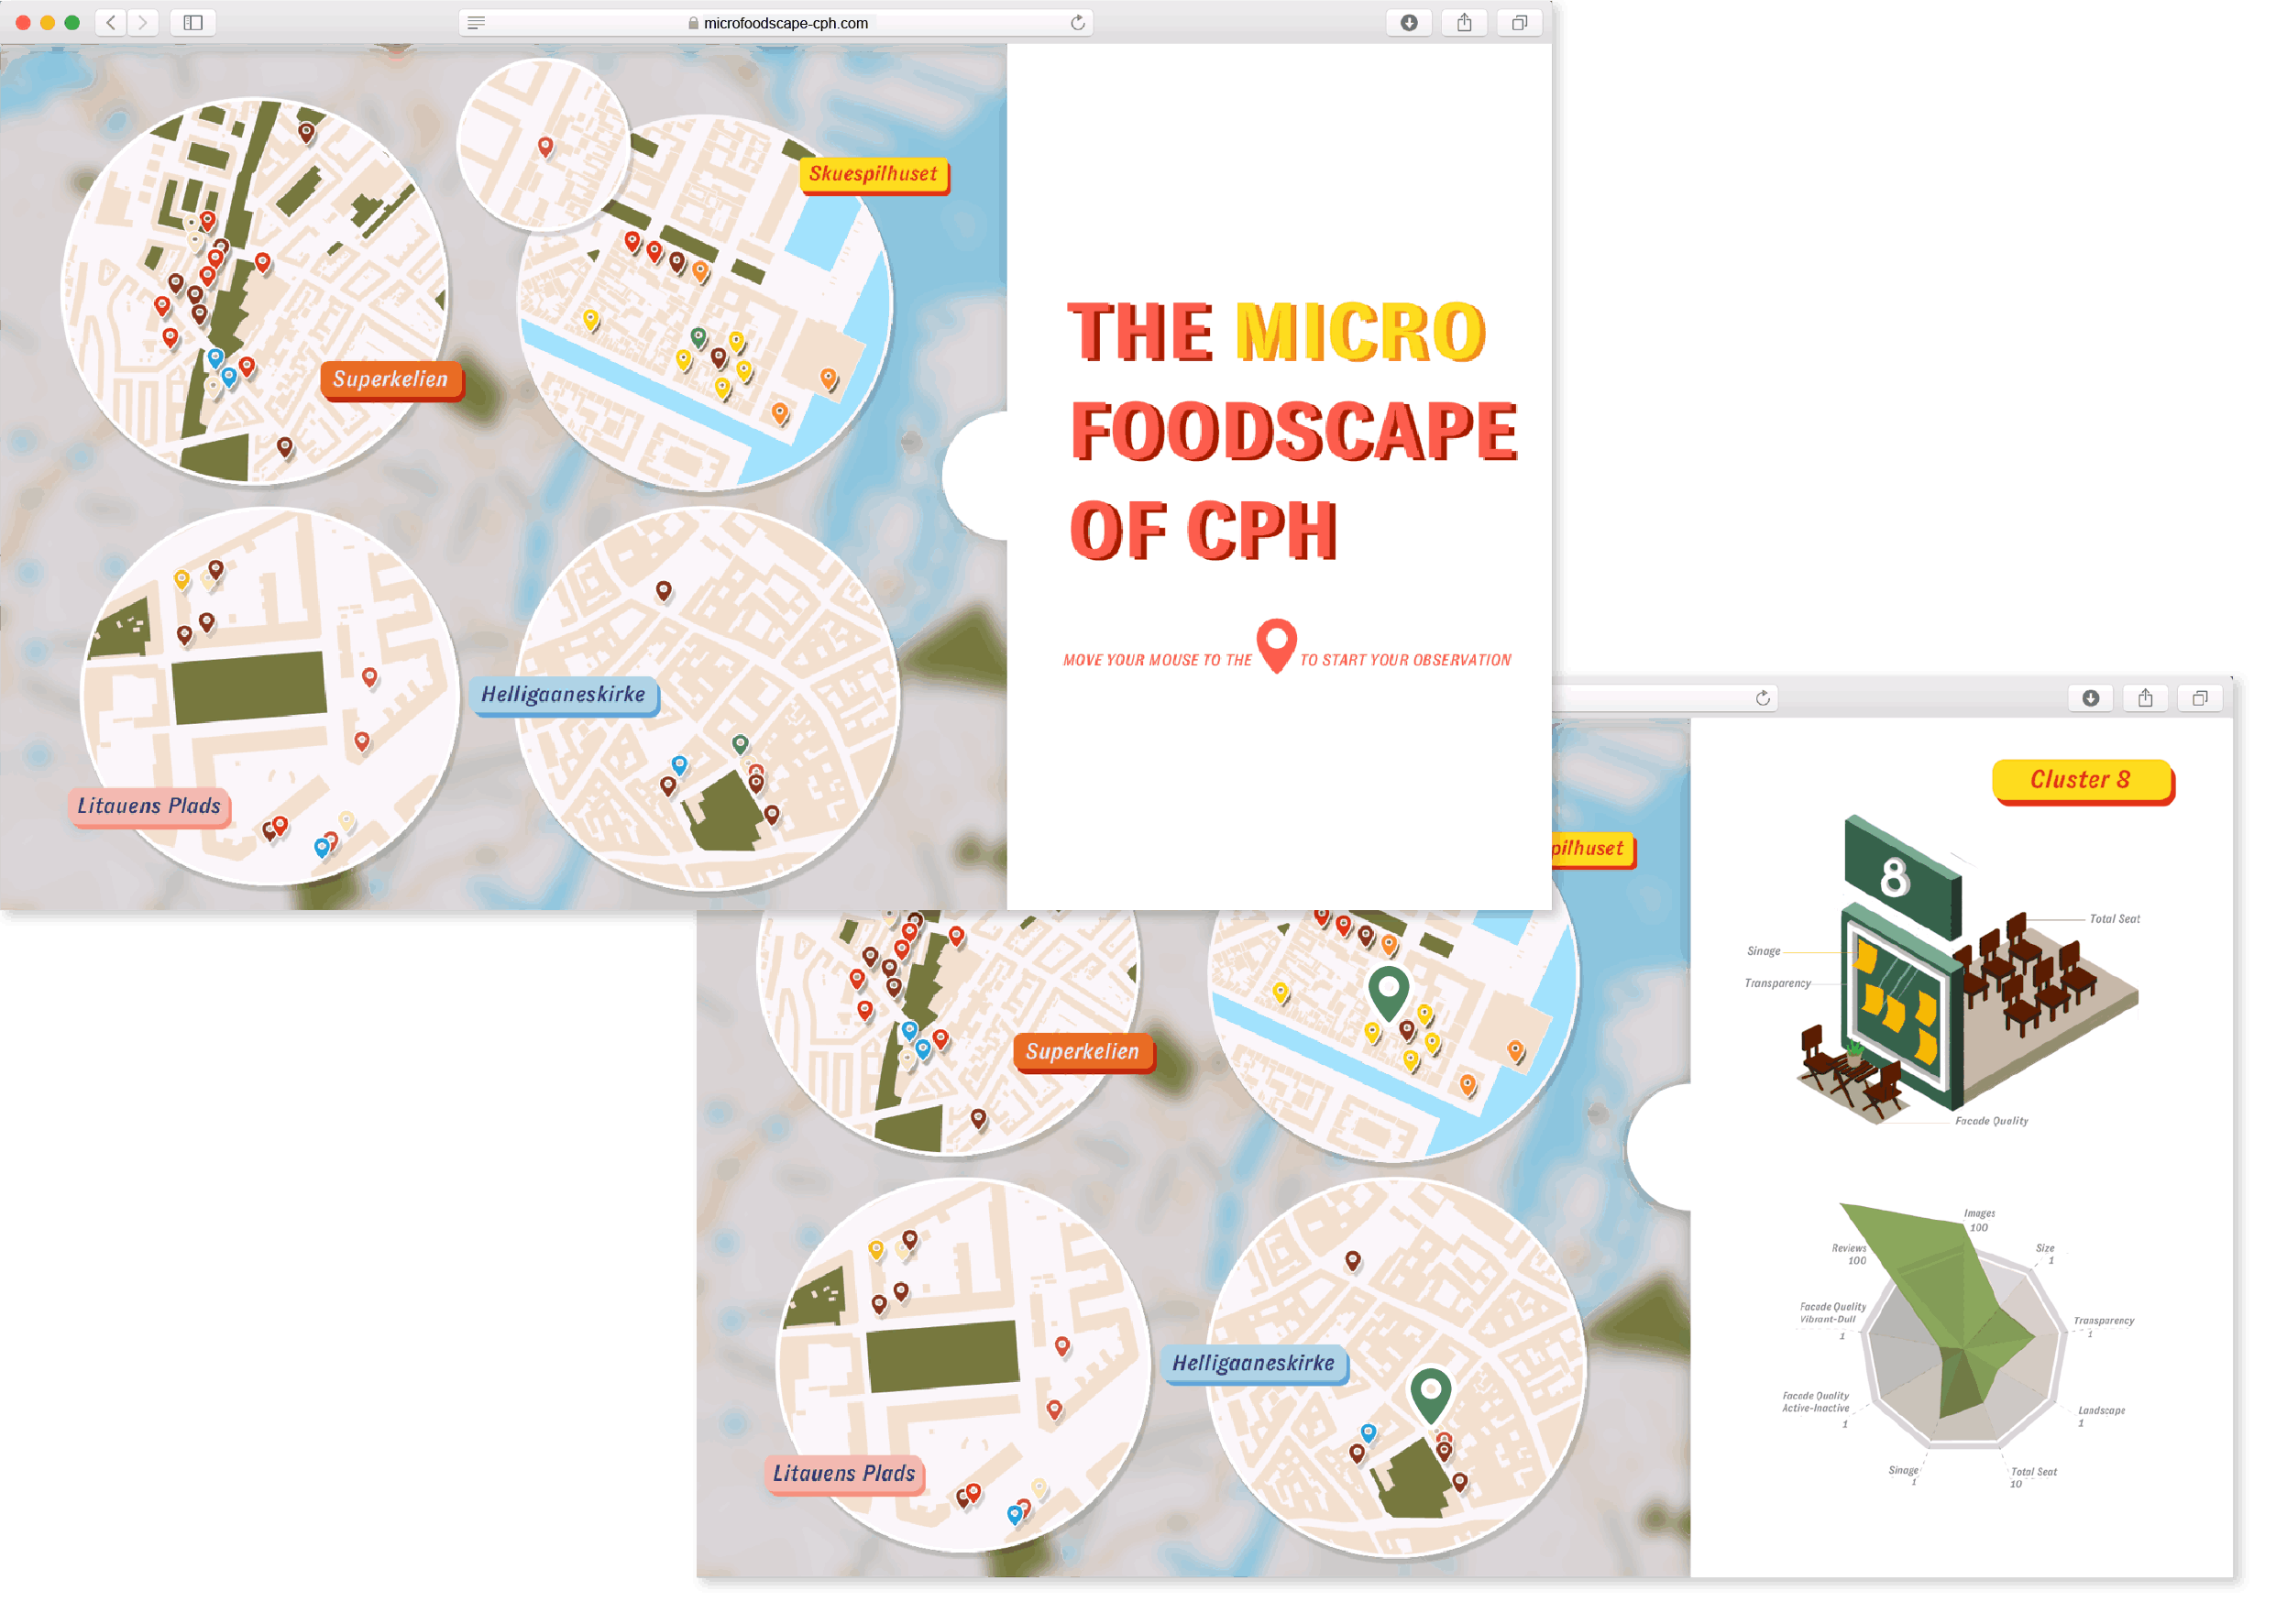 microfoodscape-cph.com
Skuespilhuset
Superkelien
THE MICRO
FOODSCAPE
OF CPH
MOVE YOUR MOUSE TO THE TO START YOUR OBSERVATION
Helligaaneskirke
Litauens Plads
pilhuset
Superkelien
Helligaaneskirke
Litauens Plads
Cluster 8
8
Total Seat
Sinage
Transparency
Facade Quality
Images
100
Reviews
100
Size
1
Facade Quality
Vibrant-Dull
1
Transparency
1
Facade Quality
Active-Inactive
1
Landscape
1
Sinage
1
Total Seat
10